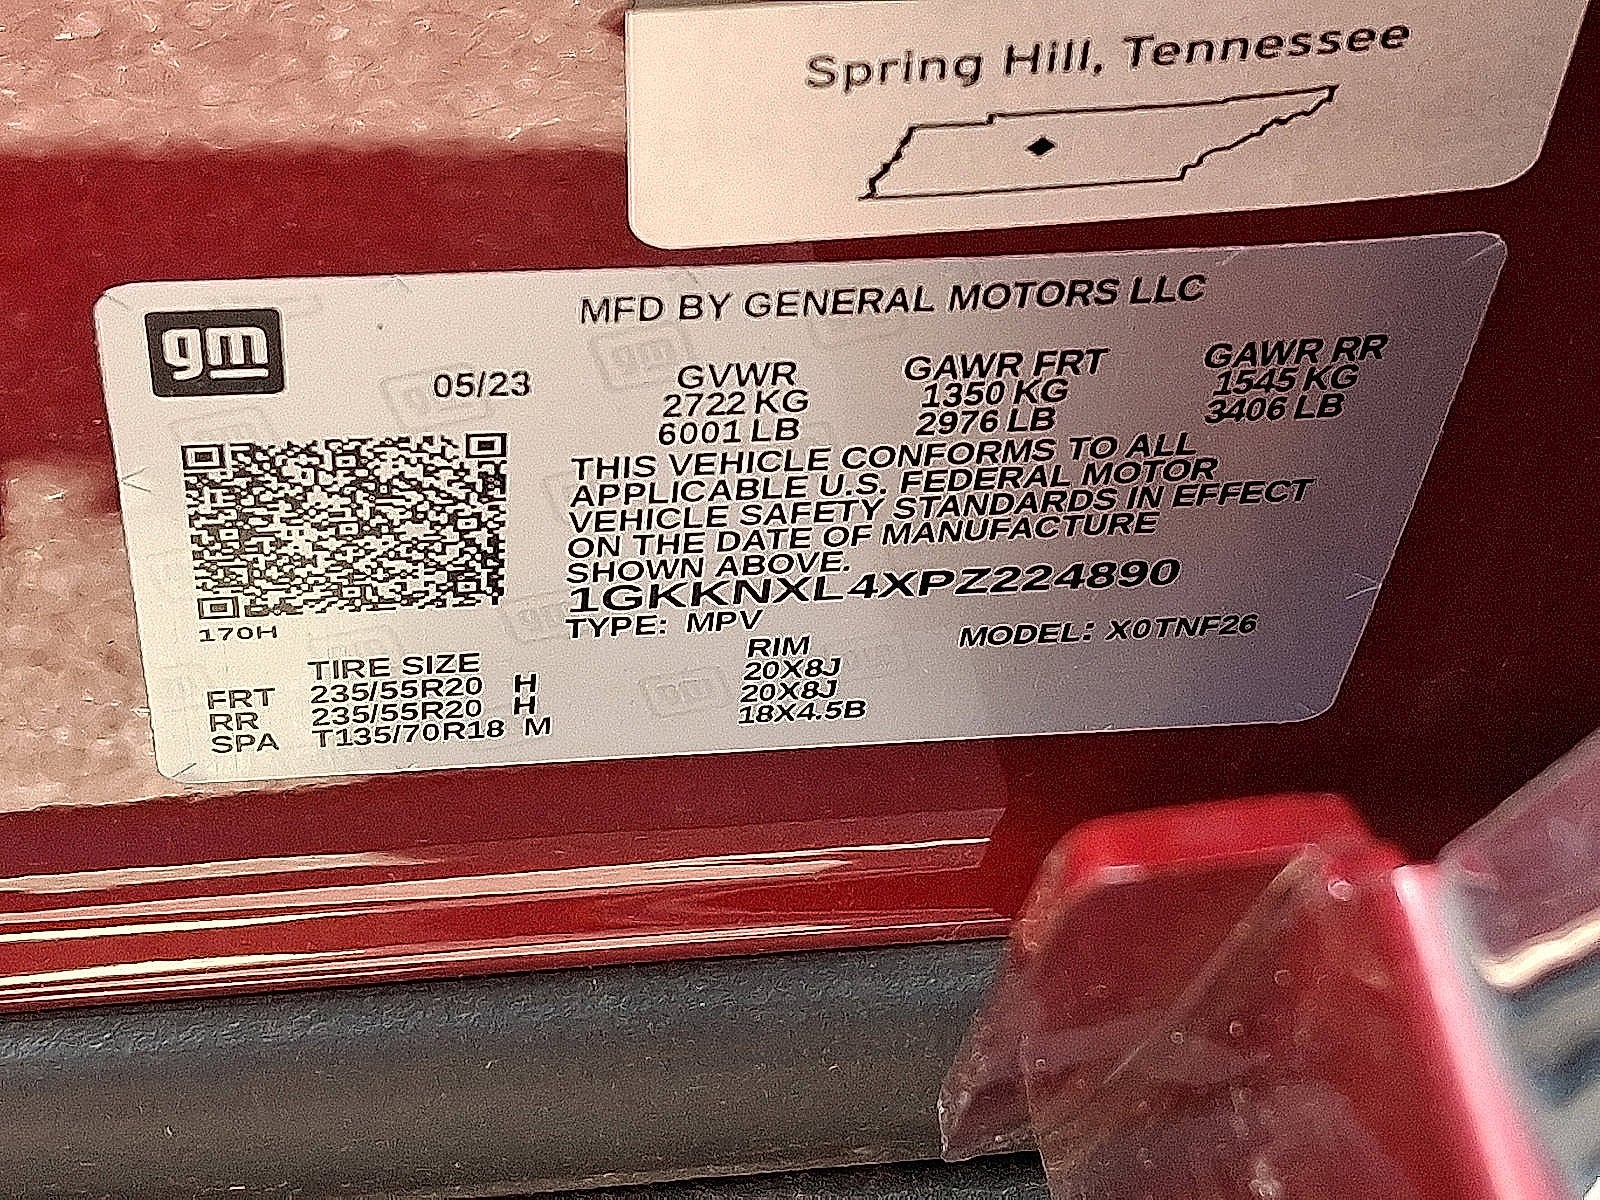 Spring Hill, Tennessee
gm
MFD BY GENERAL MOTORS LLC
05/23
GVWR GAWR FRT GAWR RR
2722 KG 1350 KG 1545 KG
6001 LB 2976 LB 3406 LB
THIS VEHICLE CONFORMS TO ALL
APPLICABLE U.S. FEDERAL MOTOR
VEHICLE SAFETY STANDARDS IN EFFECT
ON THE DATE OF MANUFACTURE
SHOWN ABOVE.
1GKKNXL4XPZ224890
170H
TYPE: MPV MODEL: X0TNF26
TIRE SIZE RIM
FRT 235/55R20 H 20X8J
RR 235/55R20 H 20X8J
SPA T135/70R18 M 18X4.5B